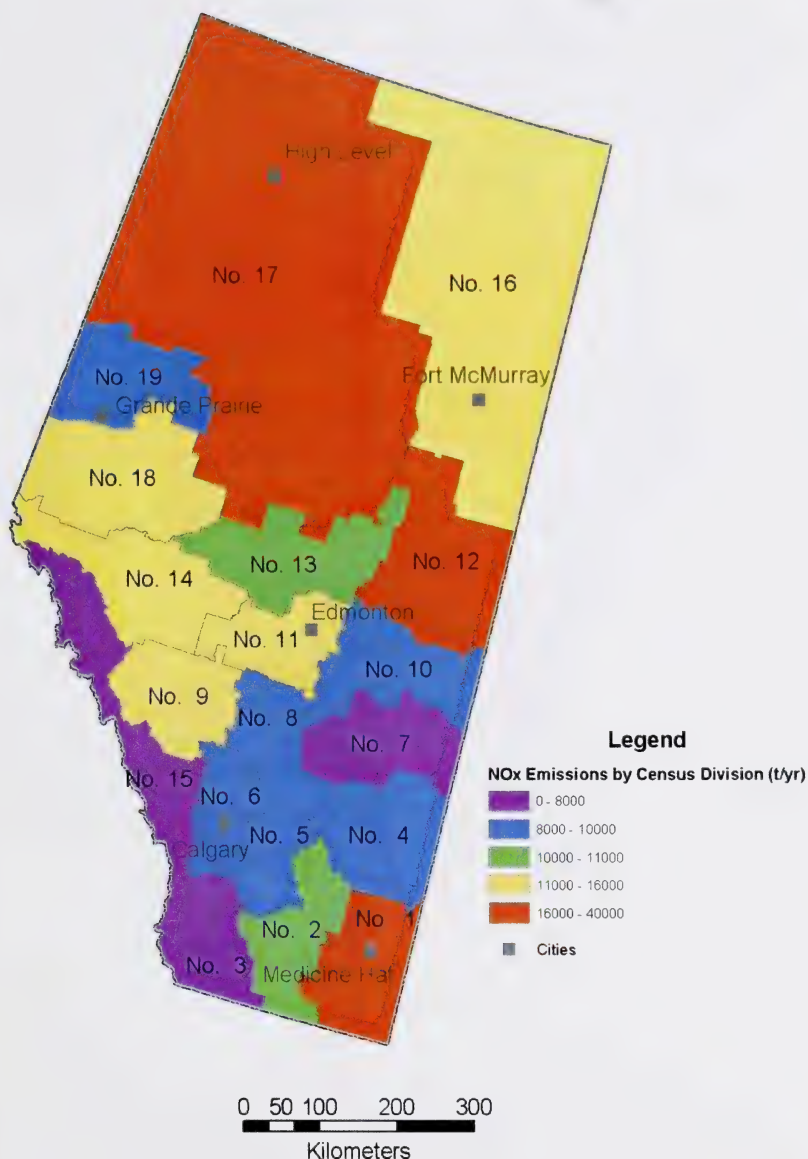 High Level
No. 17
No. 16
No. 19
Fort McMurray
Grande Prairie
No. 18
No. 13
No. 12
No. 14
Edmonton
No. 11
No. 10
No. 9
No. 8
No. 7
No. 15
No. 6
No. 5
No. 4
Calgary
No 1
No. 2
No. 3
Medicine Hat
Legend
NOx Emissions by Census Division (t/yr)
0 - 8000
8000 - 10000
10000 - 11000
11000 - 16000
16000 - 40000
Cities
0 50 100 200 300
Kilometers